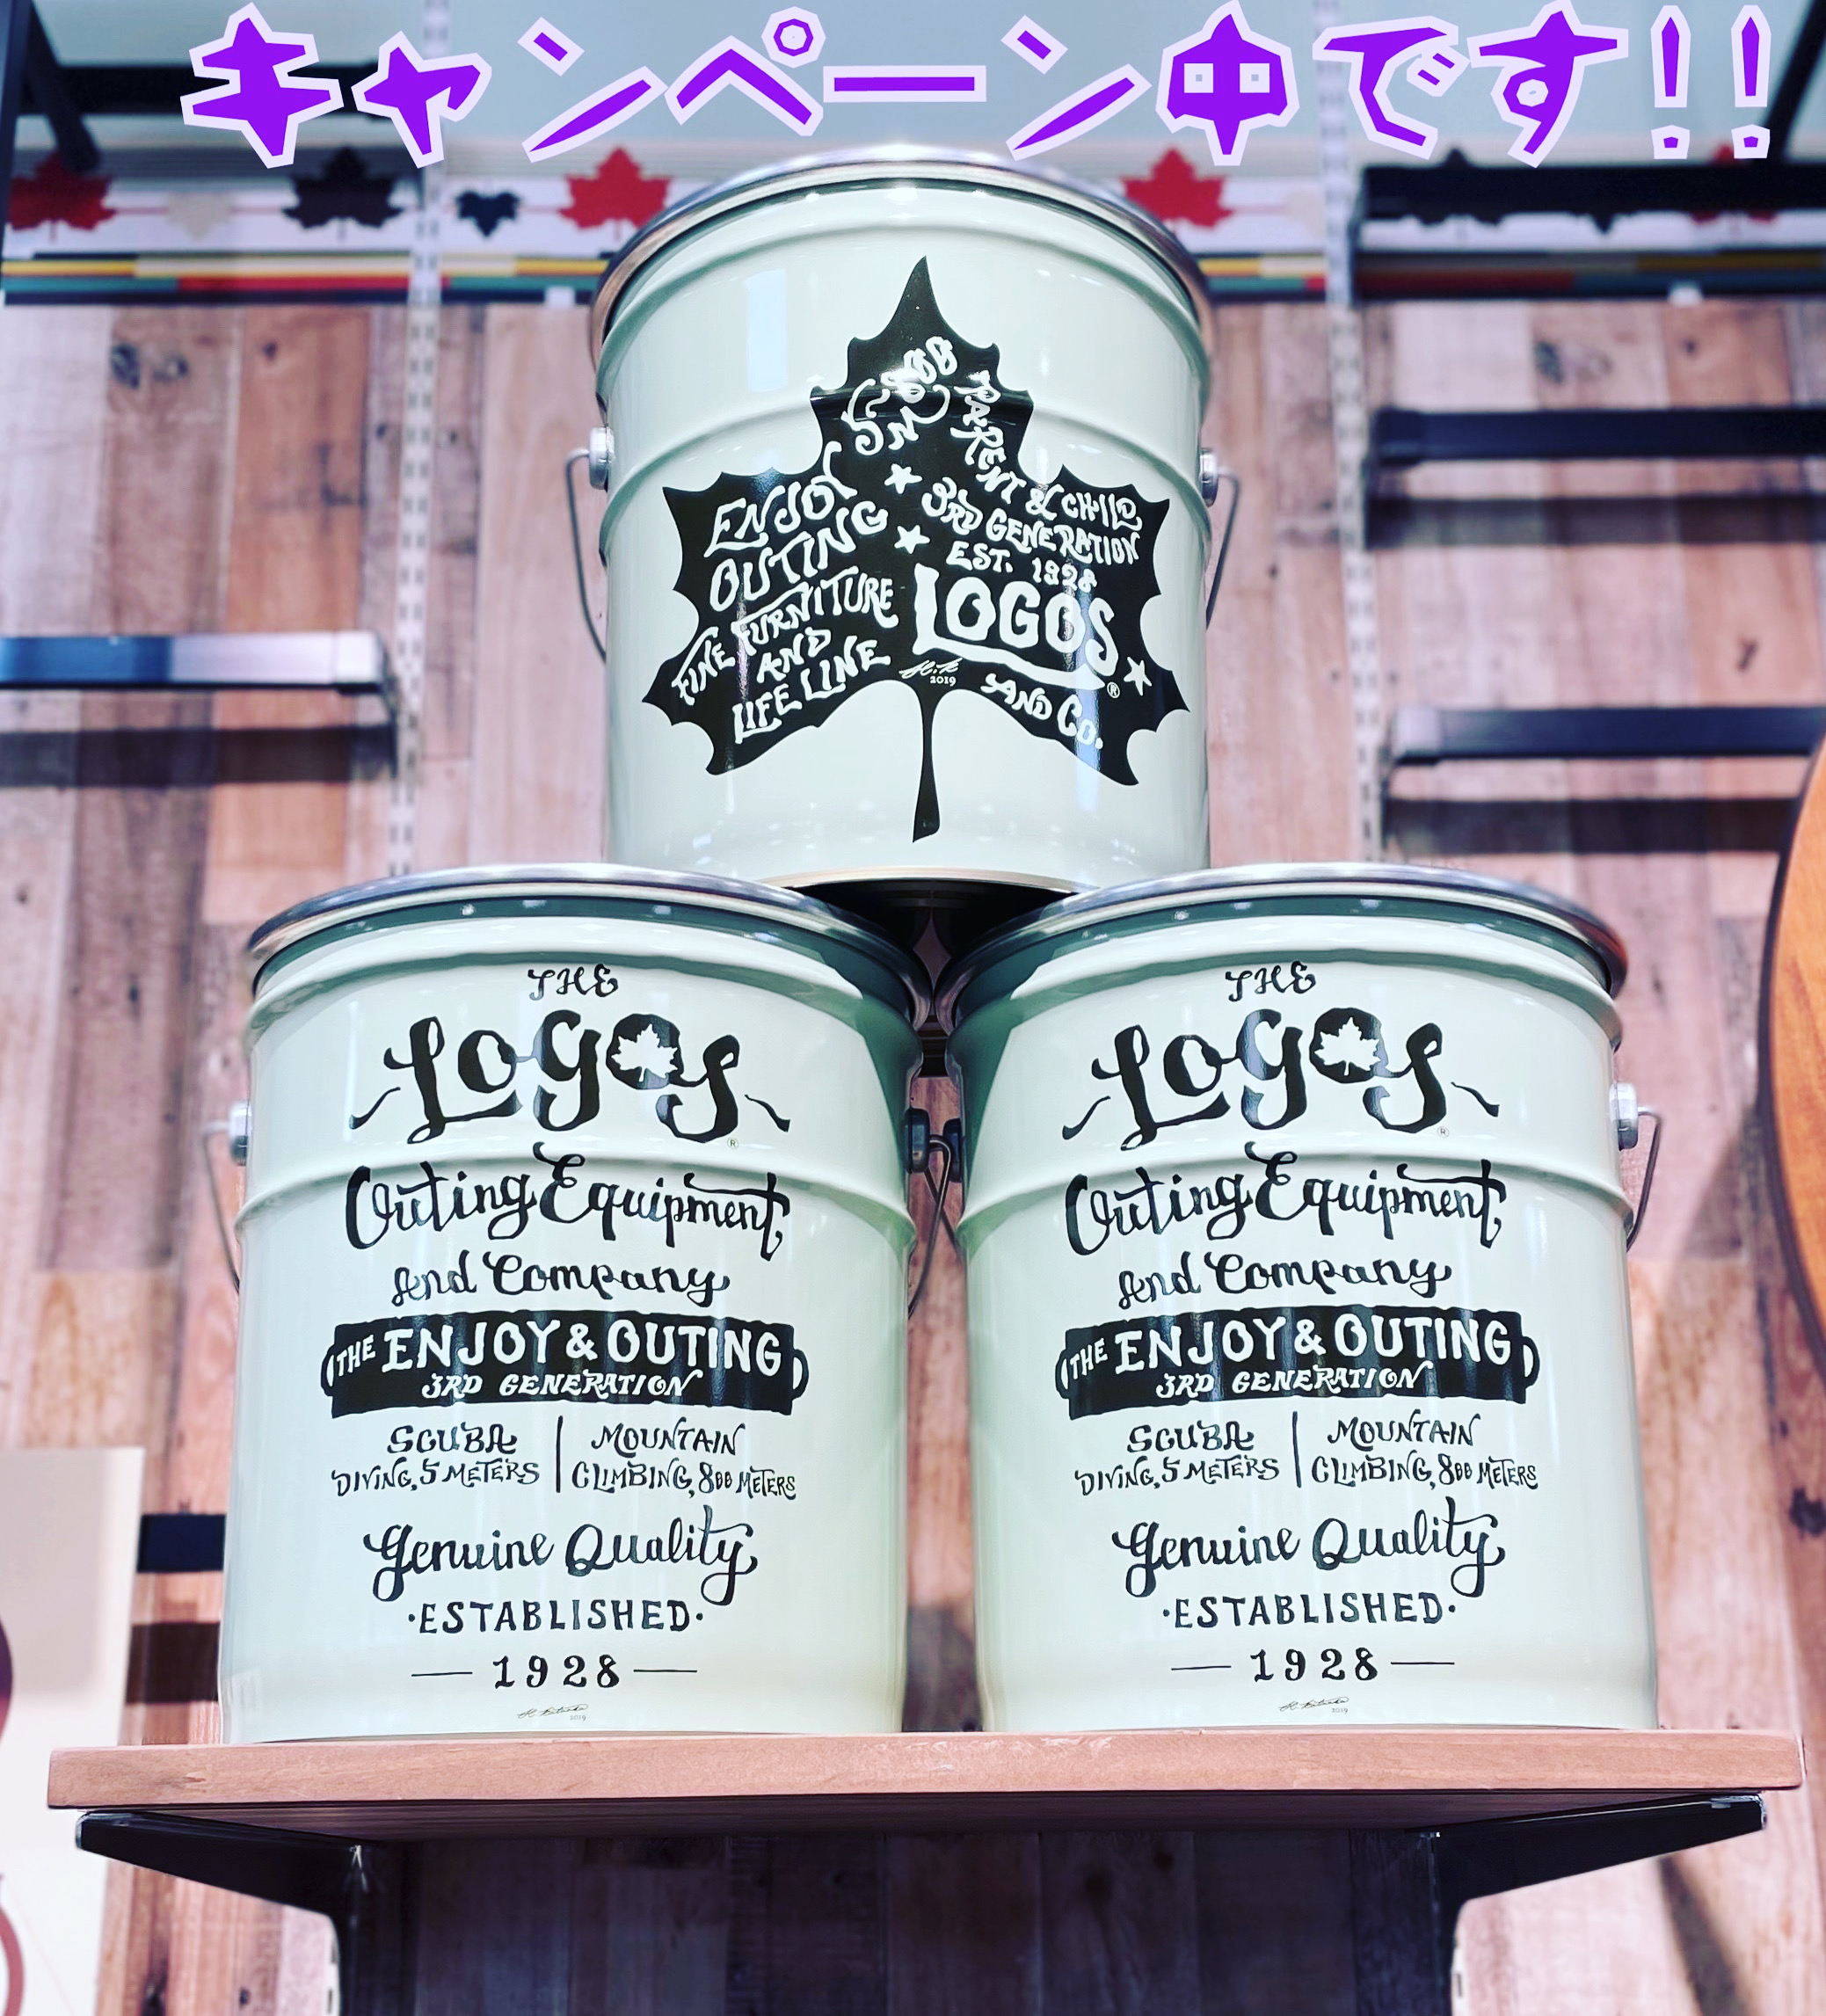 キャンペーン中です!!
ENJOY
OUTING
FINE FURNITURE
AND
LIFE LINE
PARENT & CHILD
3RD GENERATION
EST. 1928
LOGOS
®
2019
AND CO.
THE
Logos
®
Outing Equipment
And Company
THE ENJOY & OUTING
3RD GENERATION
SCUBA
DIVING, 5 METERS
MOUNTAIN
CLIMBING, 800 METERS
Genuine Quality
·ESTABLISHED·
— 1928 —
2019
THE
Logos
®
Outing Equipment
And Company
THE ENJOY & OUTING
3RD GENERATION
SCUBA
DIVING, 5 METERS
MOUNTAIN
CLIMBING, 800 METERS
Genuine Quality
·ESTABLISHED·
— 1928 —
2019